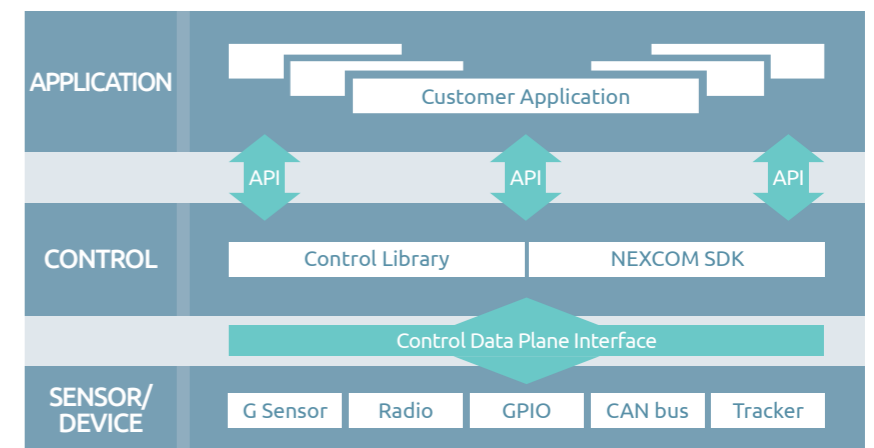 APPLICATION
Customer Application
API API API
CONTROL
Control Library NEXCOM SDK
Control Data Plane Interface
SENSOR/
DEVICE
G Sensor Radio GPIO CAN bus Tracker